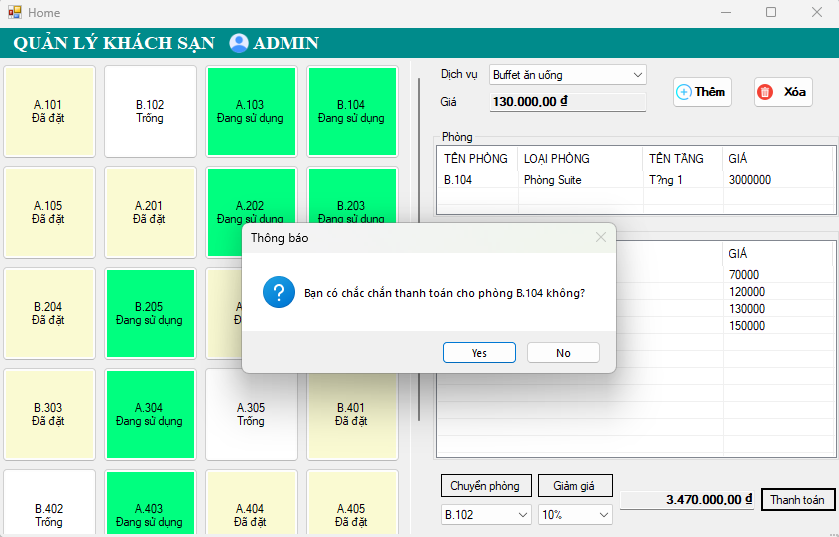 Home
QUẢN LÝ KHÁCH SẠN ADMIN
A.101
Đã đặt
B.102
Trống
A.103
Đang sử dụng
B.104
Đang sử dụng
A.105
Đã đặt
A.201
Đã đặt
A.202
Đang sử dụng
B.203
Đang sử dụng
B.204
Đã đặt
B.205
Đang sử dụng
B.303
Đã đặt
A.304
Đang sử dụng
A.305
Trống
B.401
Đã đặt
B.402
Trống
A.403
Đang sử dụng
A.404
Đã đặt
A.405
Đã đặt
Dịch vụ Buffet ăn uống
Giá 130.000,00 ₫
Thêm
Xóa
Phòng
TÊN PHÒNG LOẠI PHÒNG TÊN TẦNG GIÁ
B.104 Phòng Suite T?ng 1 3000000
GIÁ
70000
120000
130000
150000
Thông báo
Bạn có chắc chắn thanh toán cho phòng B.104 không?
Yes No
Chuyển phòng Giảm giá
B.102 10%
3.470.000,00 ₫
Thanh toán